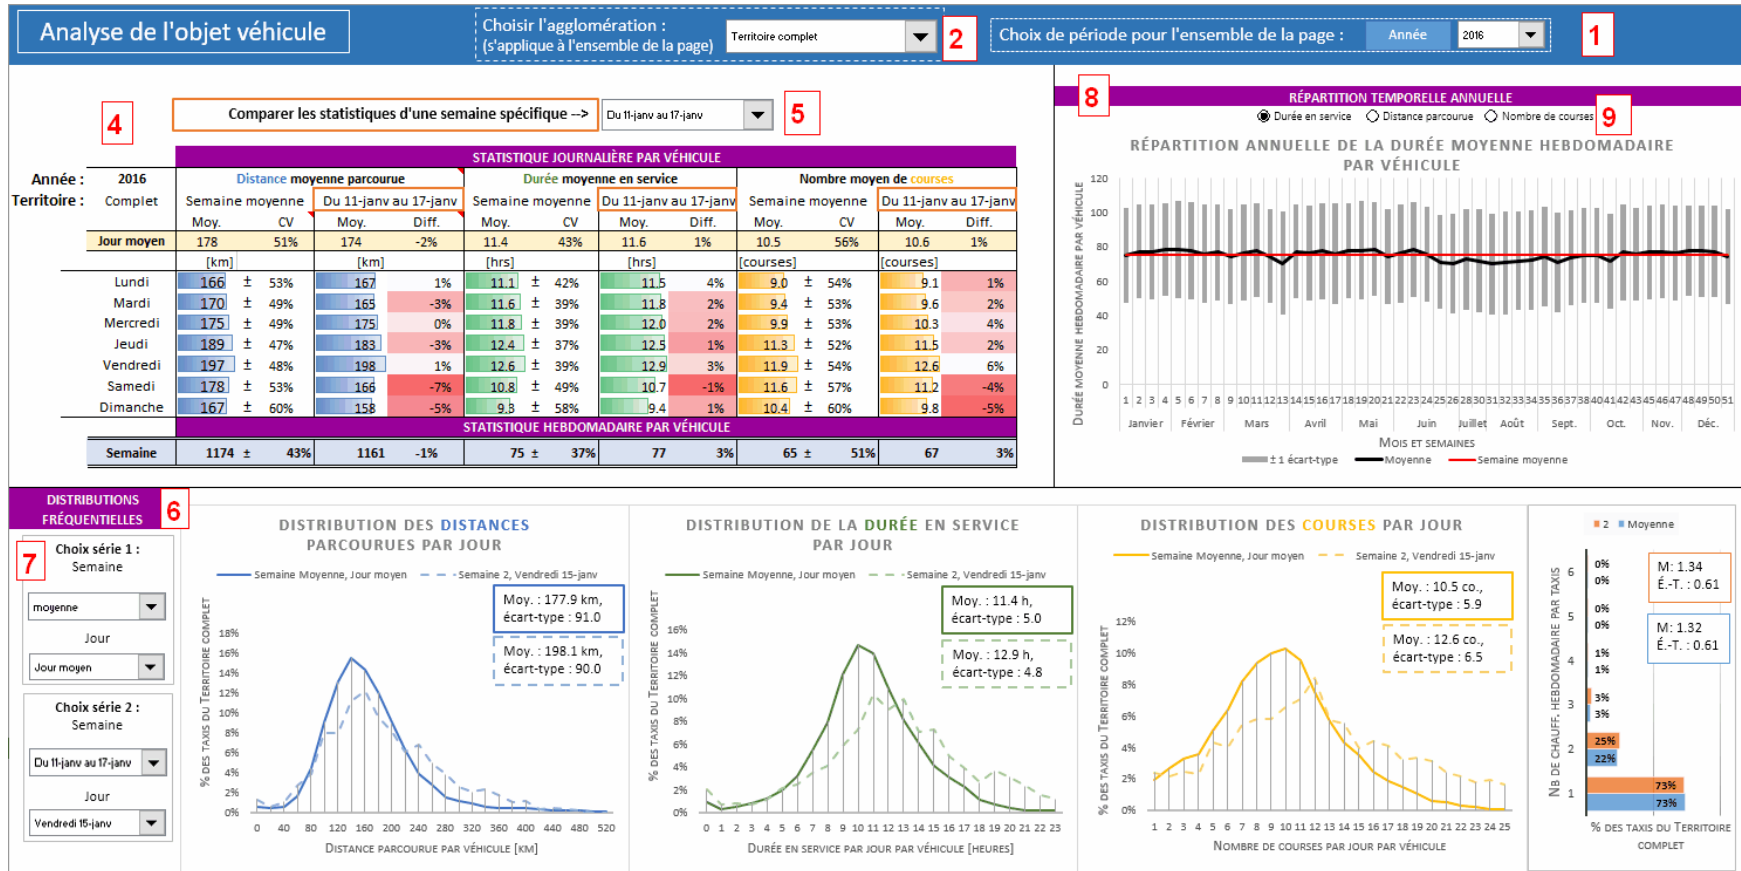 Analyse de l'objet véhicule
Choisir l'agglomération :
(s'applique à l'ensemble de la page)
Territoire complet
2
Choix de période pour l'ensemble de la page :
Année
2016
1
4
Comparer les statistiques d'une semaine spécifique -->
Du 11-janv au 17-janv
5
STATISTIQUE JOURNALIÈRE PAR VÉHICULE
Année : 2016 Distance moyenne parcourue Durée moyenne en service Nombre moyen de courses
Territoire : Complet Semaine moyenne Du 11-janv au 17-janv Semaine moyenne Du 11-janv au 17-janv Semaine moyenne Du 11-janv au 17-janv
Moy. CV Moy. Diff. Moy. CV Moy. Diff. Moy. CV Moy. Diff.
Jour moyen 178 51% 174 -2% 11.4 43% 11.6 1% 10.5 56% 10.6 1%
[km] [km] [hrs] [hrs] [courses] [courses]
Lundi 166 ± 53% 167 1% 11.1 ± 42% 11.5 4% 9.0 ± 54% 9.1 1%
Mardi 170 ± 49% 165 -3% 11.6 ± 39% 11.8 2% 9.4 ± 53% 9.6 2%
Mercredi 175 ± 49% 175 0% 11.8 ± 39% 12.0 2% 9.9 ± 53% 10.3 4%
Jeudi 189 ± 47% 183 -3% 12.4 ± 37% 12.5 1% 11.3 ± 52% 11.5 2%
Vendredi 197 ± 48% 198 1% 12.6 ± 39% 12.9 3% 11.9 ± 54% 12.6 6%
Samedi 178 ± 53% 166 -7% 10.8 ± 49% 10.7 -1% 11.6 ± 57% 11.2 -4%
Dimanche 167 ± 60% 158 -5% 9.3 ± 58% 9.4 1% 10.4 ± 60% 9.8 -5%
STATISTIQUE HEBDOMADAIRE PAR VÉHICULE
Semaine 1174 ± 43% 1161 -1% 75 ± 37% 77 3% 65 ± 51% 67 3%
8
RÉPARTITION TEMPORELLE ANNUELLE
Durée en service Distance parcourue Nombre de courses
9
RÉPARTITION ANNUELLE DE LA DURÉE MOYENNE HEBDOMADAIRE
PAR VÉHICULE
DURÉE MOYENNE HEBDOMADAIRE PAR VÉHICULE
120
100
80
60
40
20
0
1 2 3 4 5 6 7 8 9 10 11 12 13 14 15 16 17 18 19 20 21 22 23 24 25 26 27 28 30 31 32 33 34 35 36 37 38 40 41 42 43 45 46 47 48 49 50 51
Janvier Février Mars Avril Mai Juin Juillet Août Sept. Oct. Nov. Déc.
MOIS ET SEMAINES
± 1 écart-type Moyenne Semaine moyenne
DISTRIBUTIONS
FRÉQUENTIELLES
6
7
Choix série 1 :
Semaine
moyenne
Jour
Jour moyen
Choix série 2 :
Semaine
Du 11-janv au 17-janv
Jour
Vendredi 15-janv
DISTRIBUTION DES DISTANCES
PARCOURUES PAR JOUR
Semaine Moyenne, Jour moyen Semaine 2, Vendredi 15-janv
Moy. : 177.9 km,
écart-type : 91.0
Moy. : 198.1 km,
écart-type : 90.0
% DES TAXIS DU TERRITOIRE COMPLET
18%
16%
14%
12%
10%
8%
6%
4%
2%
0%
0 40 80 120 160 200 240 280 320 360 400 440 480 520
DISTANCE PARCOURUE PAR VÉHICULE [KM]
DISTRIBUTION DE LA DURÉE EN SERVICE
PAR JOUR
Semaine Moyenne, Jour moyen Semaine 2, Vendredi 15-janv
Moy. : 11.4 h,
écart-type : 5.0
Moy. : 12.9 h,
écart-type : 4.8
% DES TAXIS DU TERRITOIRE COMPLET
16%
14%
12%
10%
8%
6%
4%
2%
0%
0 1 2 3 4 5 6 7 8 9 10 11 12 13 14 15 16 17 18 19 20 21 22 23
DURÉE EN SERVICE PAR JOUR PAR VÉHICULE [HEURES]
DISTRIBUTION DES COURSES PAR JOUR
Semaine Moyenne, Jour moyen Semaine 2, Vendredi 15-janv
Moy. : 10.5 co.,
écart-type : 5.9
Moy. : 12.6 co.,
écart-type : 6.5
% DES TAXIS DU TERRITOIRE COMPLET
12%
10%
8%
6%
4%
2%
0%
1 2 3 4 5 6 7 8 9 10 11 12 13 14 15 16 17 18 19 20 21 22 23 24 25
NOMBRE DE COURSES PAR JOUR PAR VÉHICULE
2 Moyenne
M: 1.34
É.-T. : 0.61
M: 1.32
É.-T. : 0.61
NB DE CHAUFF. HEBDOMADAIRE PAR TAXIS
6 0%
0%
5 0%
0%
4 1%
1%
3 3%
3%
2 25%
22%
1 73%
73%
% DES TAXIS DU TERRITOIRE
COMPLET